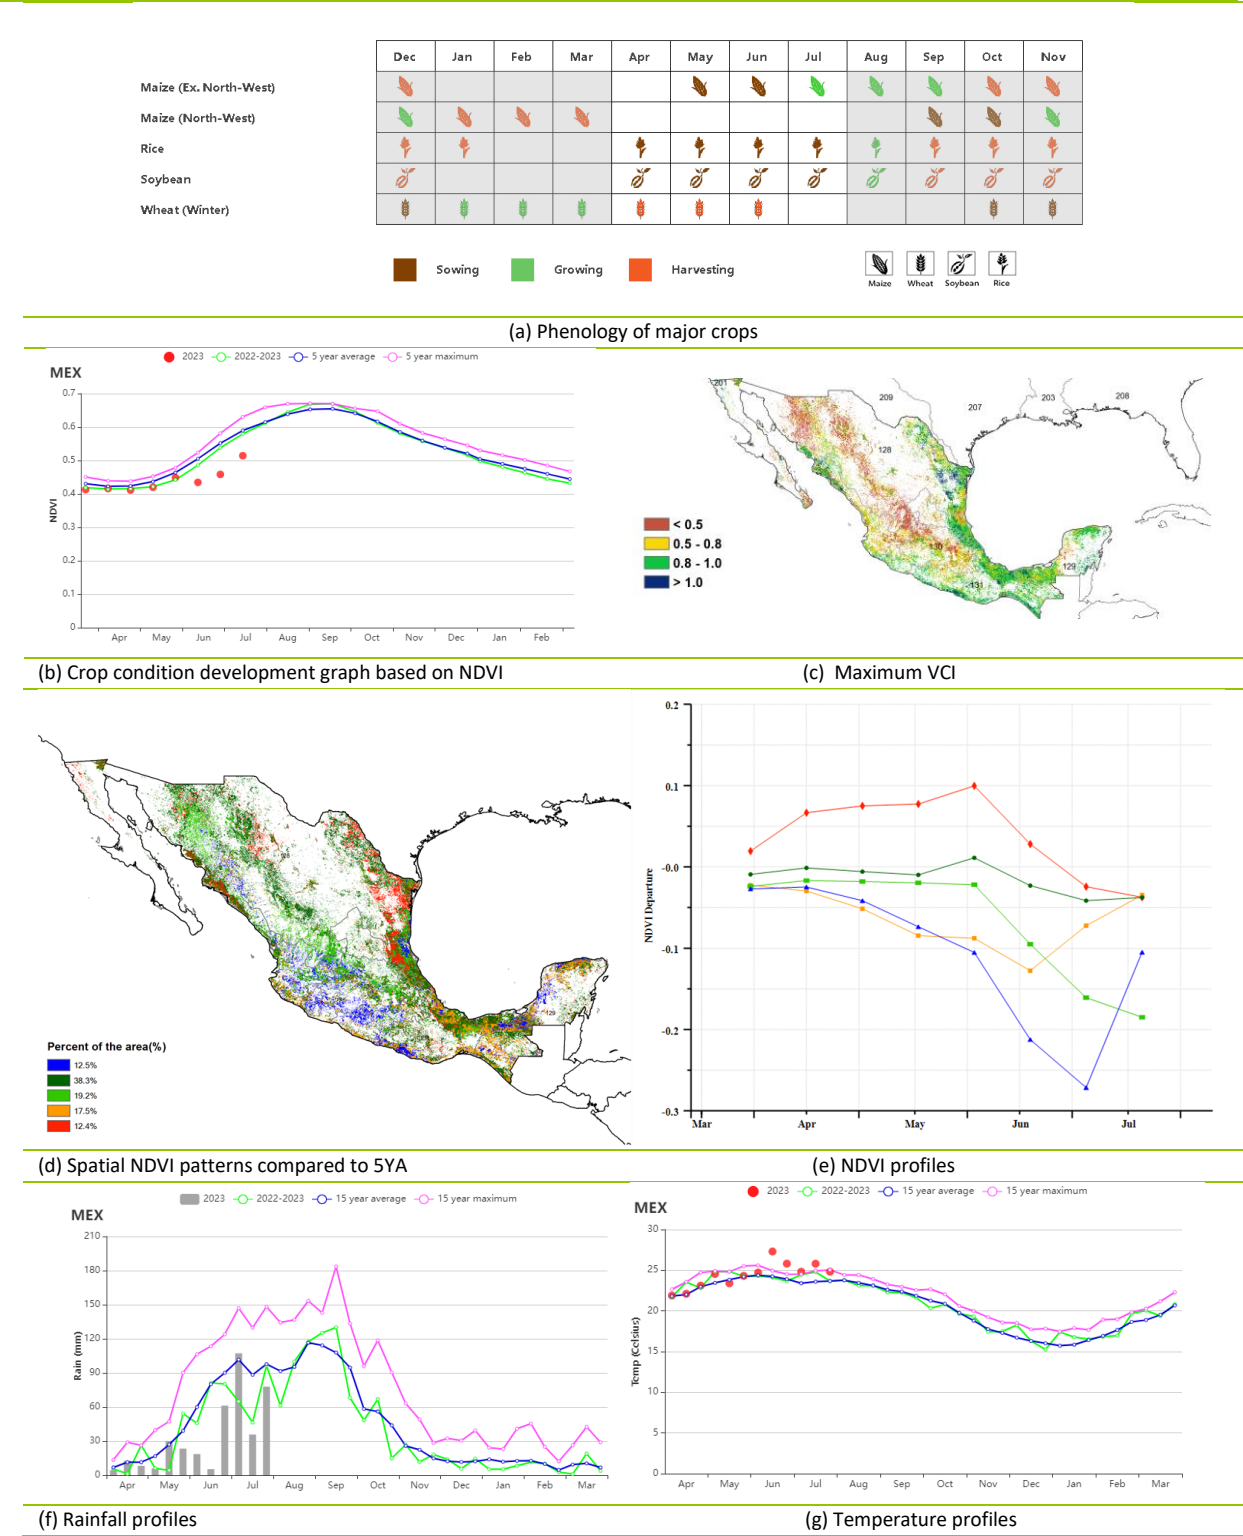 Dec Jan Feb Mar Apr May Jun Jul Aug Sep Oct Nov
Maize (Ex. North-West)
Maize (North-West)
Rice
Soybean
Wheat (Winter)
Sowing Growing Harvesting
Maize Wheat Soybean Rice
(a) Phenology of major crops
2023 2022-2023 5 year average 5 year maximum
MEX
0.7
0.6
0.5
0.4
0.3
0.2
0.1
0
NDVI
Apr May Jun Jul Aug Sep Oct Nov Dec Jan Feb
201
209
207
203
208
128
130
131
129
< 0.5
0.5 - 0.8
0.8 - 1.0
> 1.0
(b) Crop condition development graph based on NDVI
(c) Maximum VCI
128
129
Percent of the area(%)
12.5%
38.3%
19.2%
17.5%
12.4%
0.2
0.1
-0.0
-0.1
-0.2
-0.3
NDVI Departure
Mar Apr May Jun Jul
(d) Spatial NDVI patterns compared to 5YA
(e) NDVI profiles
2023 2022-2023 15 year average 15 year maximum
MEX
210
180
150
120
90
60
30
0
Rain (mm)
Apr May Jun Jul Aug Sep Oct Nov Dec Jan Feb Mar
2023 2022-2023 15 year average 15 year maximum
MEX
30
25
20
15
10
5
0
Temp (Celsius)
Apr May Jun Jul Aug Sep Oct Nov Dec Jan Feb Mar
(f) Rainfall profiles
(g) Temperature profiles